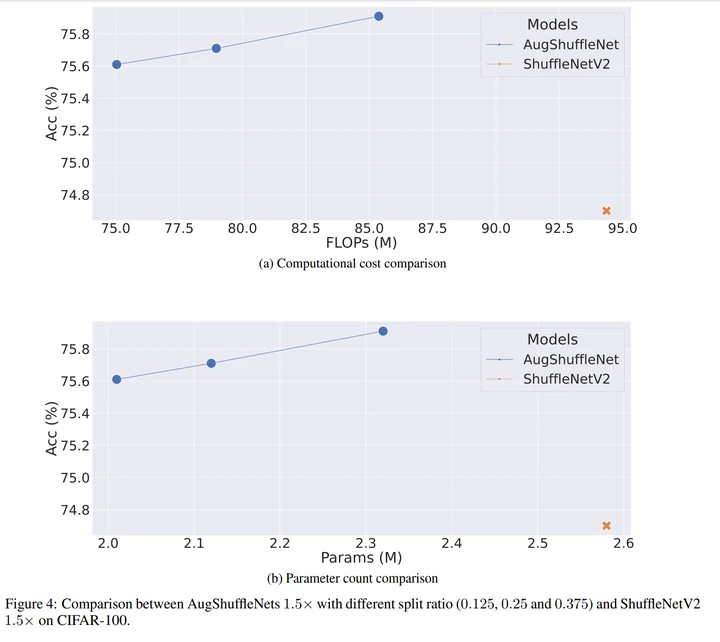 Models
AugShuffleNet
ShuffleNetV2
Acc (%)
75.8
75.6
75.4
75.2
75.0
74.8
75.0 77.5 80.0 82.5 85.0 87.5 90.0 92.5 95.0
FLOPs (M)
(a) Computational cost comparison
Models
AugShuffleNet
ShuffleNetV2
Acc (%)
75.8
75.6
75.4
75.2
75.0
74.8
2.0 2.1 2.2 2.3 2.4 2.5 2.6
Params (M)
(b) Parameter count comparison
Figure 4: Comparison between AugShuffleNets 1.5× with different split ratio (0.125, 0.25 and 0.375) and ShuffleNetV2
1.5× on CIFAR-100.